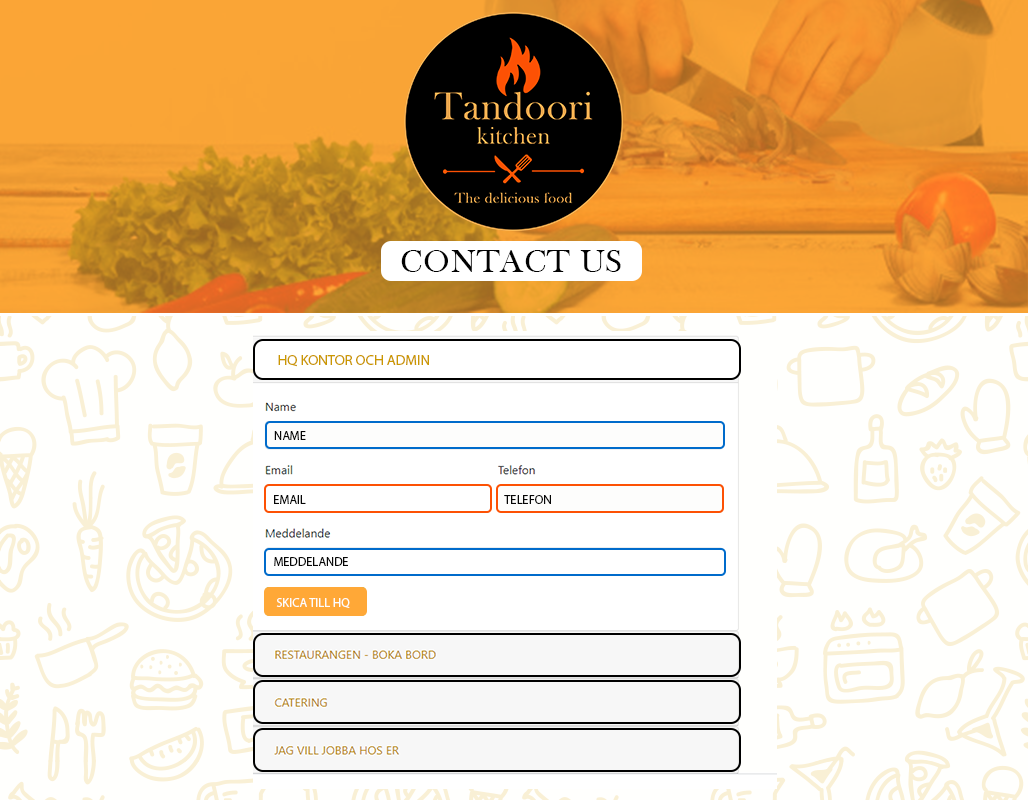 Tandoori
kitchen
The delicious food
CONTACT US
HQ KONTOR OCH ADMIN
Name
NAME
Email Telefon
EMAIL TELEFON
Meddelande
MEDDELANDE
SKICA TILL HQ
RESTAURANGEN - BOKA BORD
CATERING
JAG VILL JOBBA HOS ER